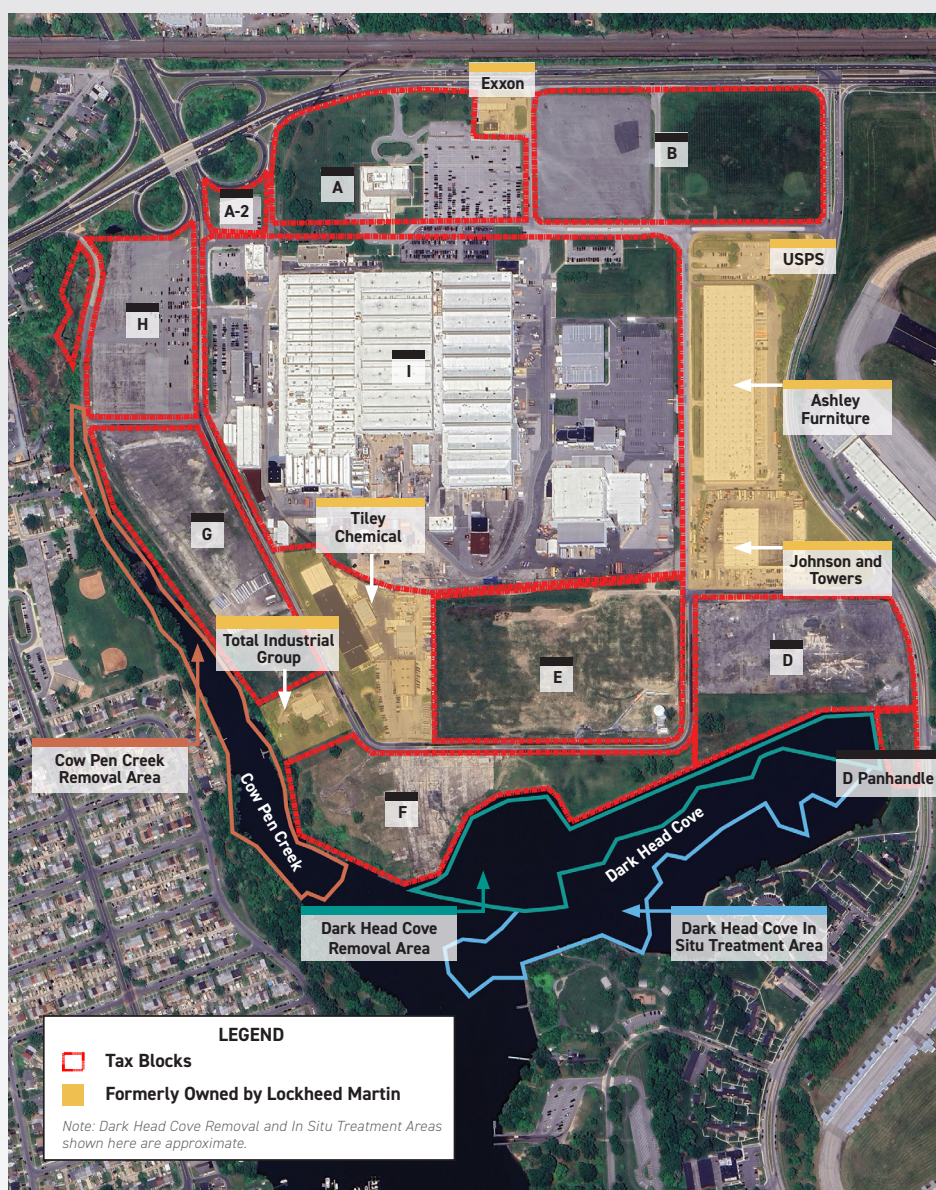 Exxon
B
A
A-2
USPS
H
I
Ashley
Furniture
Tiley
Chemical
G
Johnson and
Towers
Total Industrial
Group
E
D
Cow Pen Creek
Removal Area
D Panhandle
Cow Pen Creek
F
Dark Head Cove
Dark Head Cove
Removal Area
Dark Head Cove In
Situ Treatment Area
LEGEND
Tax Blocks
Formerly Owned by Lockheed Martin
Note: Dark Head Cove Removal and In Situ Treatment Areas
shown here are approximate.